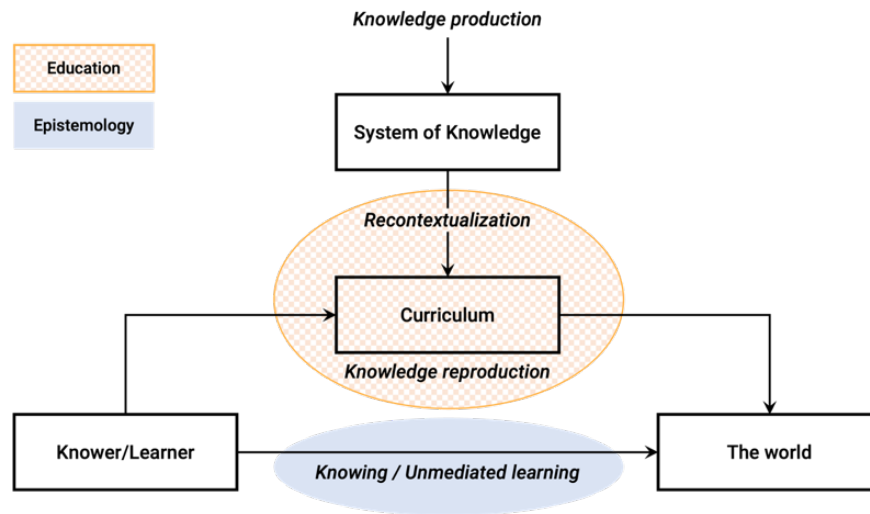 Knowledge production
Education
Epistemology
System of Knowledge
Recontextualization
Curriculum
Knowledge reproduction
Knower/Learner
Knowing / Unmediated learning
The world